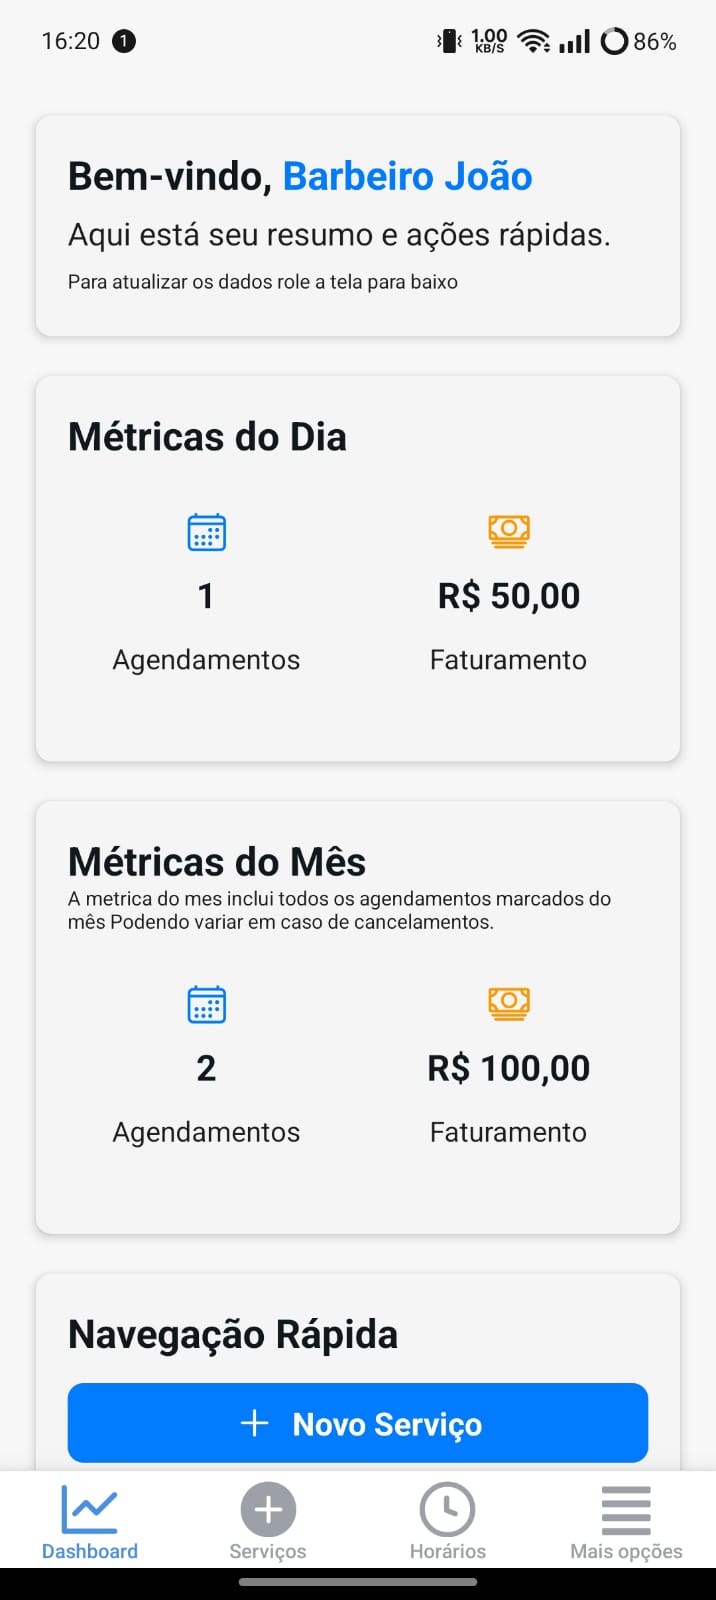 16:20 1 1.00 KB/S 86%
Bem-vindo, Barbeiro João
Aqui está seu resumo e ações rápidas.
Para atualizar os dados role a tela para baixo
Métricas do Dia
1 R$ 50,00
Agendamentos Faturamento
Métricas do Mês
A metrica do mes inclui todos os agendamentos marcados do
mês Podendo variar em caso de cancelamentos.
2 R$ 100,00
Agendamentos Faturamento
Navegação Rápida
Novo Serviço
Dashboard Serviços Horários Mais opções